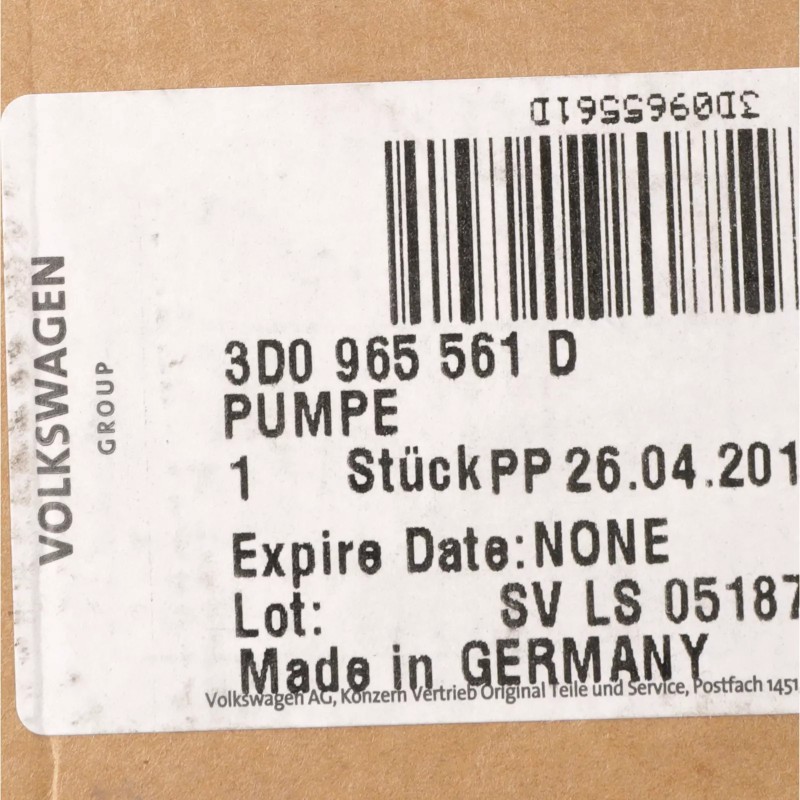 3D0965561D
VOLKSWAGEN
GROUP
3D0 965 561 D
PUMPE
1 Stück PP 26.04.201
Expire Date: NONE
Lot: SV LS 05187
Made in GERMANY
Volkswagen AG, Konzern Vertrieb Original Teile und Service, Postfach 1451